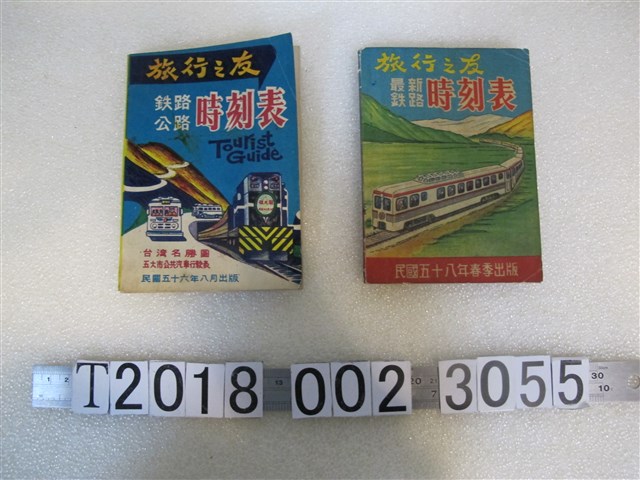 旅行之友
鉄路
公路
時刻表
Tourist
Guide
台湾名勝圖
五大市公共汽車行駛表
民國五十六年八月出版
旅行之友
最新
鉄路
時刻表
民國五十八年春季出版
T2018 002 3055